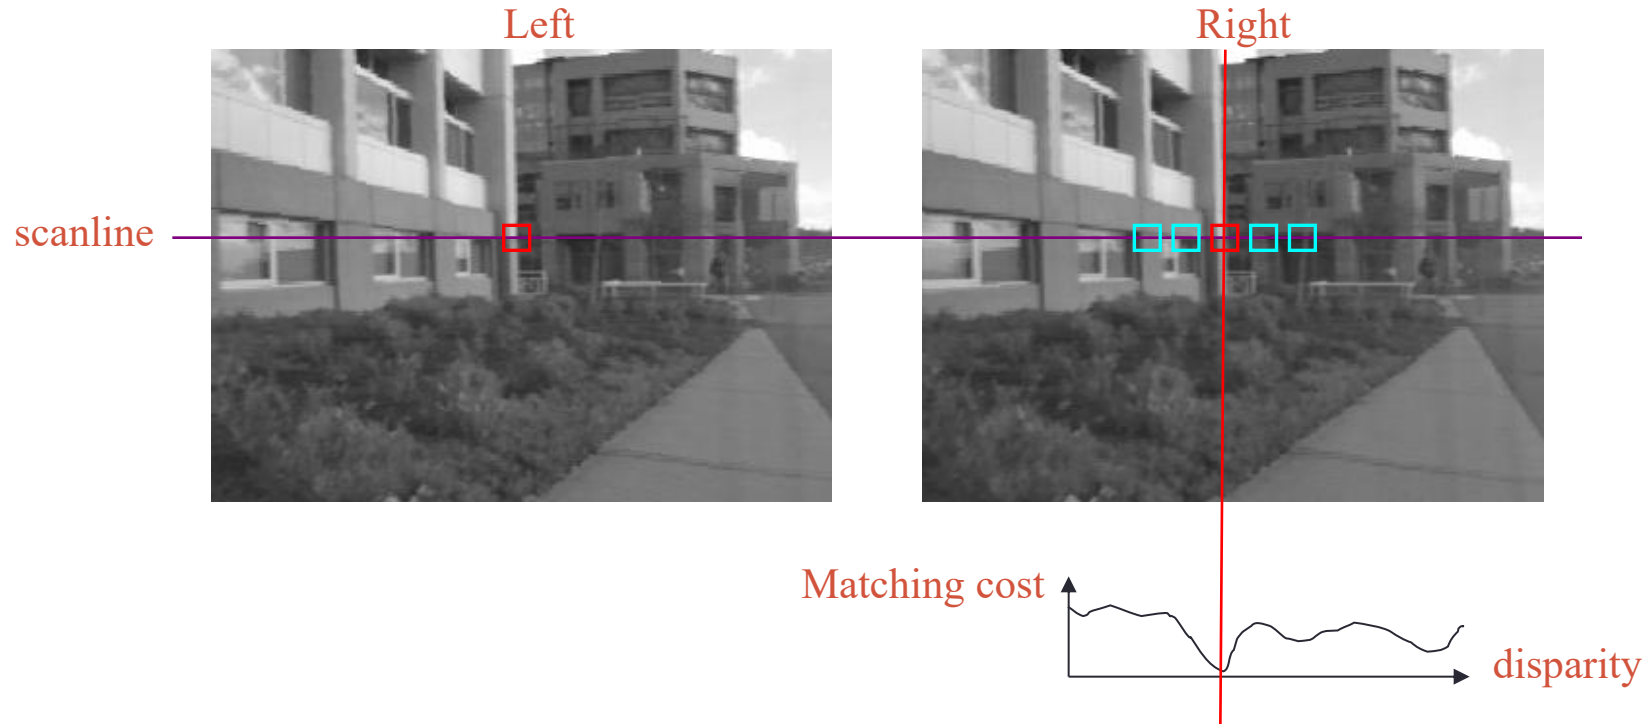 Left
Right
scanline
Matching cost
disparity